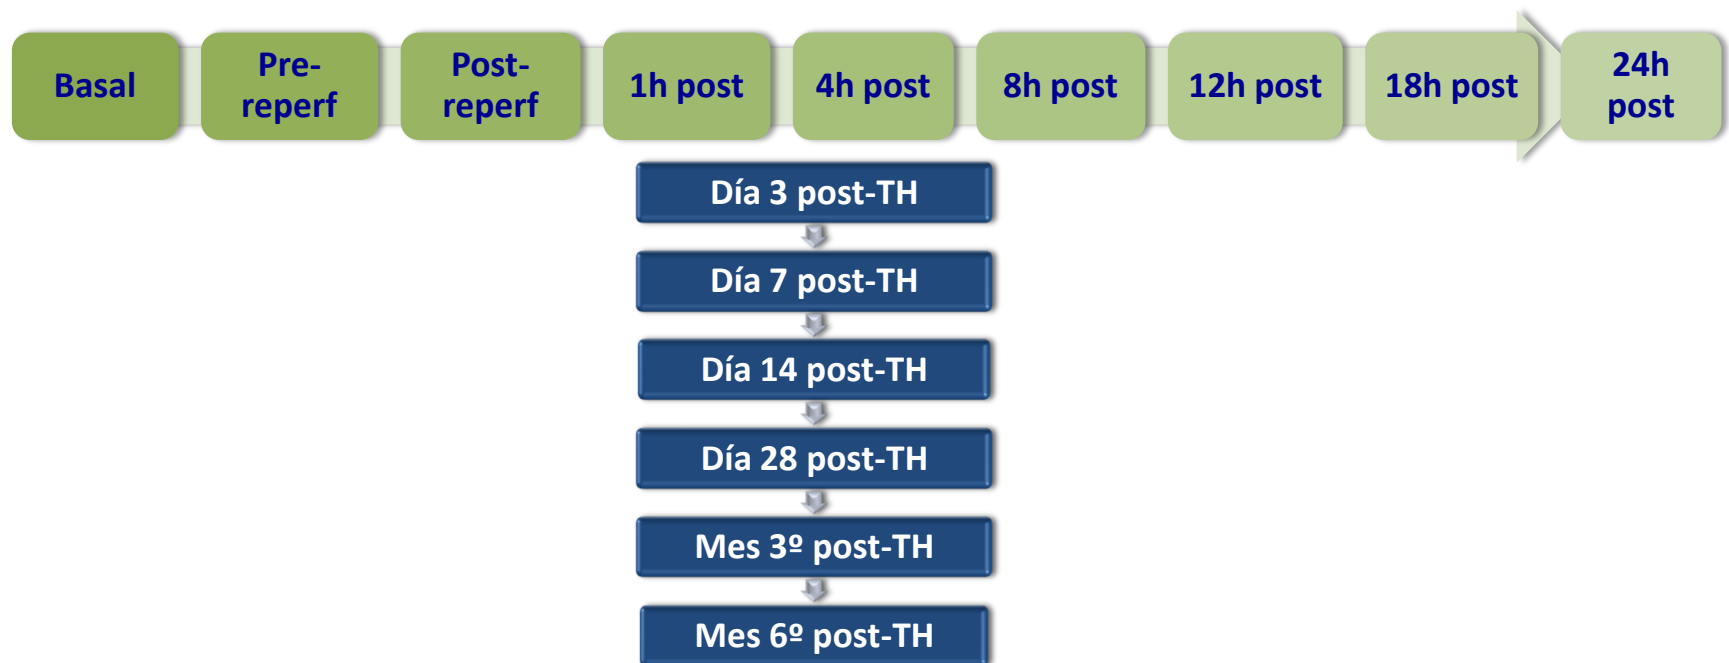 Basal
Pre-
reperf
Post-
reperf
1h post
4h post
8h post
12h post
18h post
24h
post
Día 3 post-TH
Día 7 post-TH
Día 14 post-TH
Día 28 post-TH
Mes 3º post-TH
Mes 6º post-TH